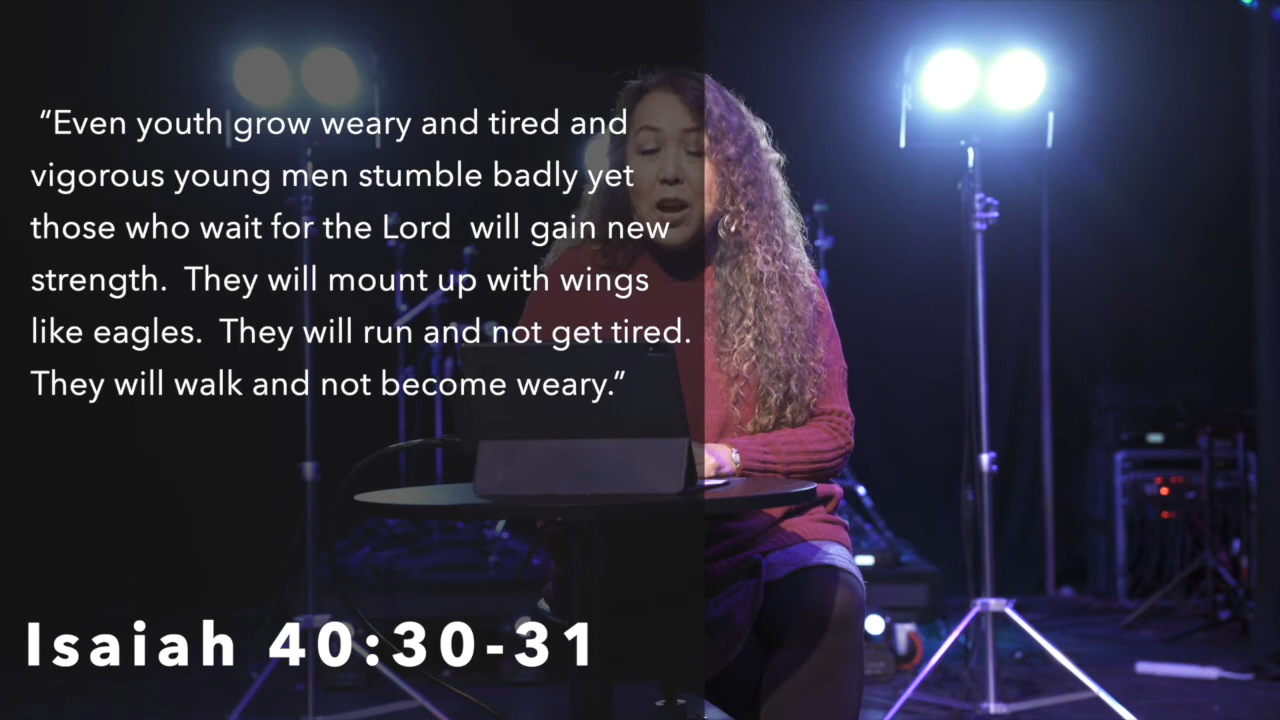 “Even youth grow weary and tired and
vigorous young men stumble badly yet
those who wait for the Lord  will gain new
strength.  They will mount up with wings
like eagles.  They will run and not get tired.
They will walk and not become weary.”
Isaiah 40:30-31